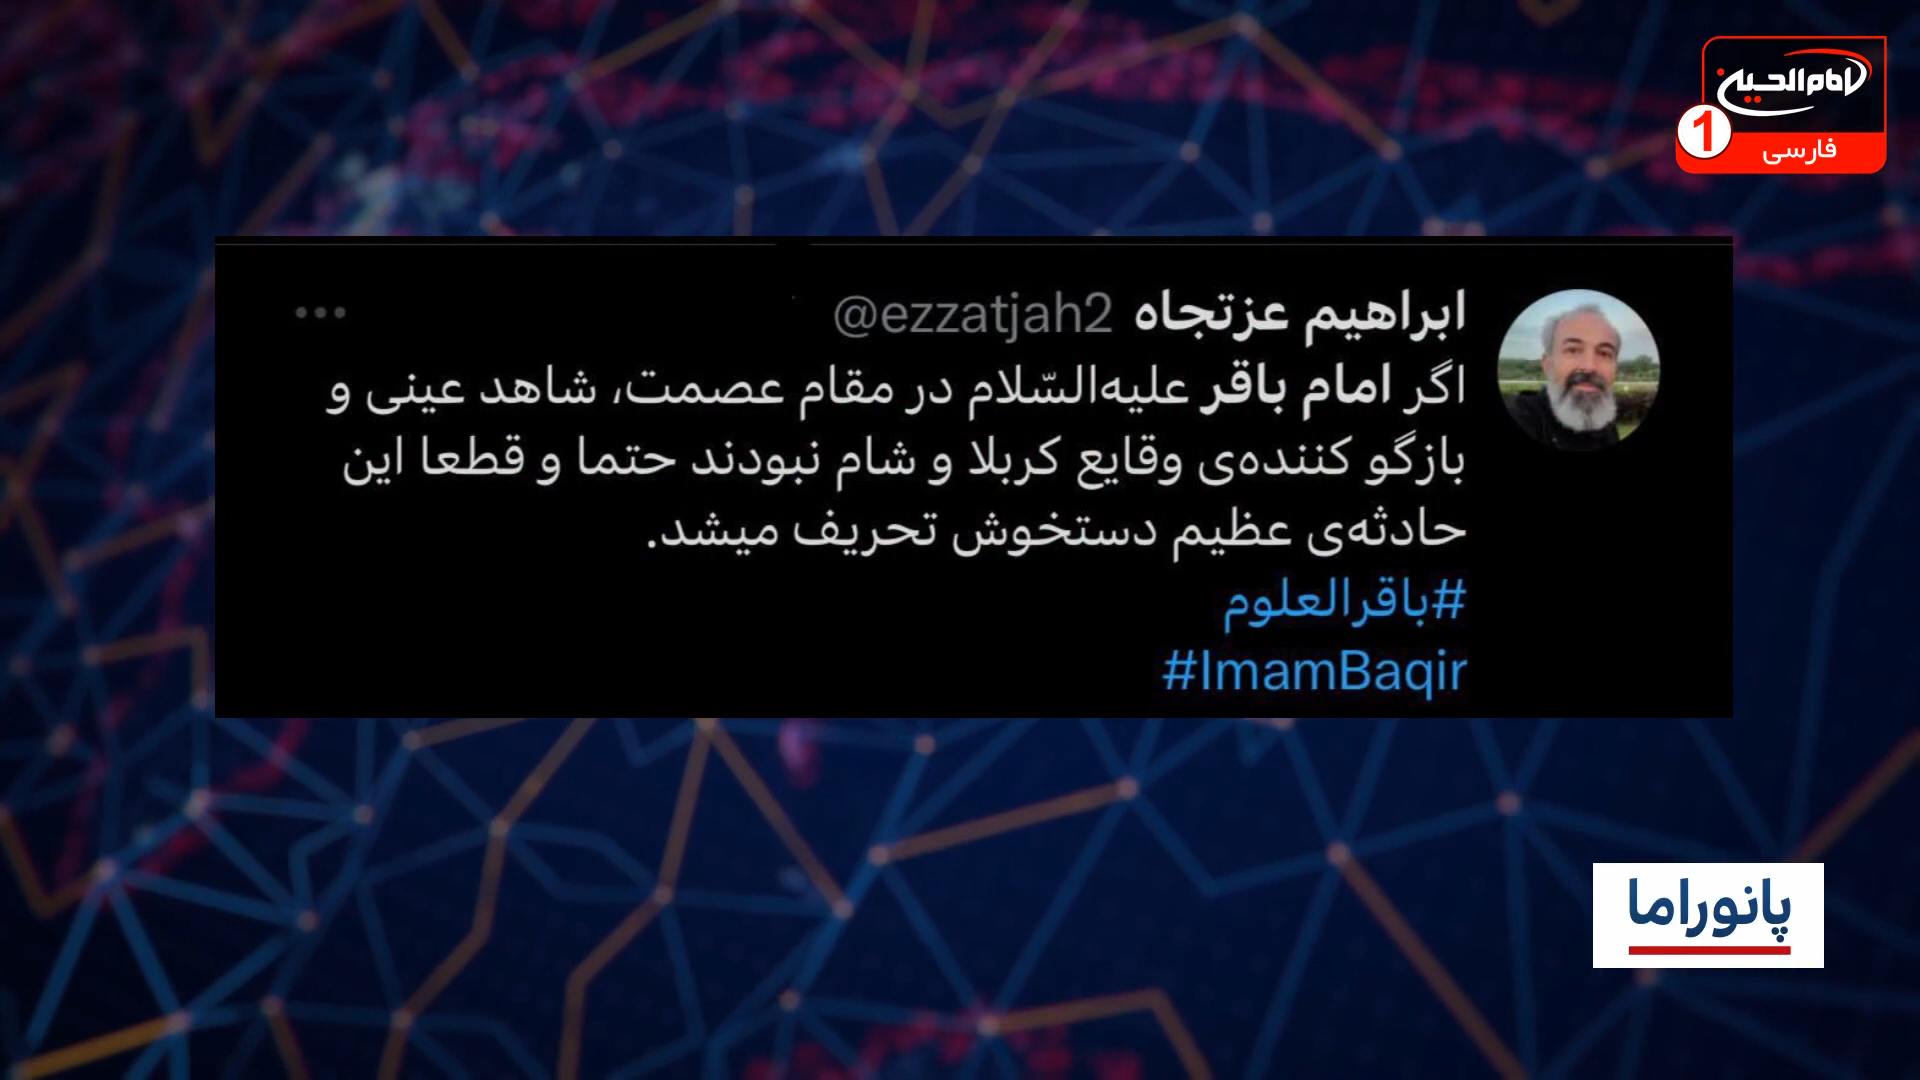 امام الحسین
1
فارسی
ابراهیم عزتجاه @ezzatjah2
اگر امام باقر علیه‌السّلام در مقام عصمت، شاهد عینی و
بازگو کننده‌ی وقایع کربلا و شام نبودند حتما و قطعا این
حادثه‌ی عظیم دستخوش تحریف میشد.
#باقرالعلوم
#ImamBaqir
پانوراما